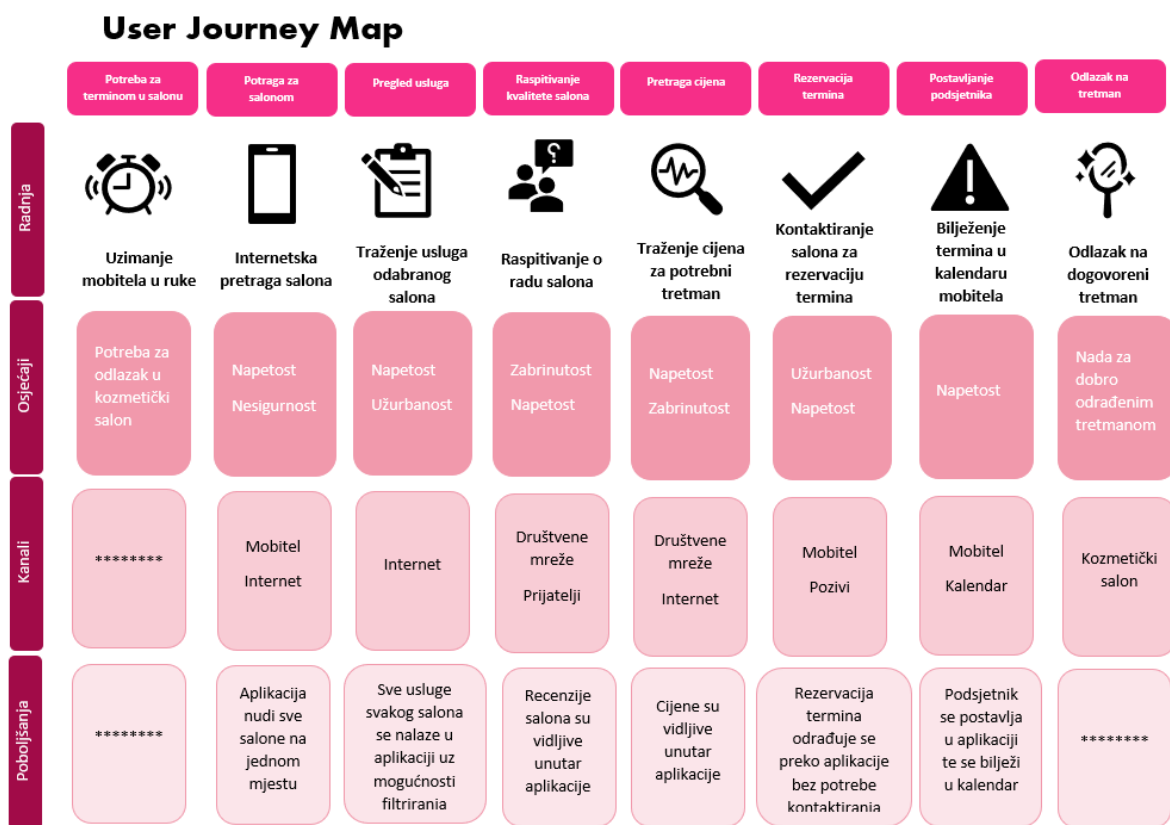 User Journey Map
Potreba za
terminom u salonu
Potraga za
salonom
Pregled usluga
Raspitivanje
kvalitete salona
Pretraga cijena
Rezervacija
termina
Postavljanje
podsjetnika
Odlazak na
tretman
Radnja
?
Uzimanje
mobitela u ruke
Internetska
pretraga salona
Traženje usluga
odabranog
salona
Raspitivanje o
radu salona
Traženje cijena
za potrebni
tretman
Kontaktiranje
salona za
rezervaciju
termina
Bilježenje
termina u
kalendaru
mobitela
Odlazak na
dogovoreni
tretman
Osjećaji
Potreba za
odlazak u
kozmetički
salon
Napetost
Nesigurnost
Napetost
Užurbanost
Zabrinutost
Napetost
Napetost
Zabrinutost
Užurbanost
Napetost
Napetost
Nada za
dobro
odrađenim
tretmanom
Kanali
********
Mobitel
Internet
Internet
Društvene
mreže
Prijatelji
Društvene
mreže
Internet
Mobitel
Pozivi
Mobitel
Kalendar
Kozmetički
salon
Poboljšanja
********
Aplikacija
nudi sve
salone na
jednom
mjestu
Sve usluge
svakog salona
se nalaze u
aplikaciji uz
mogućnosti
filtriranja
Recenzije
salona su
vidljive
unutar
aplikacije
Cijene su
vidljive
unutar
aplikacije
Rezervacija
termina
odrađuje se
preko aplikacije
bez potrebe
kontaktiranja
Podsjetnik
se postavlja
u aplikaciji
te se bilježi
u kalendar
********